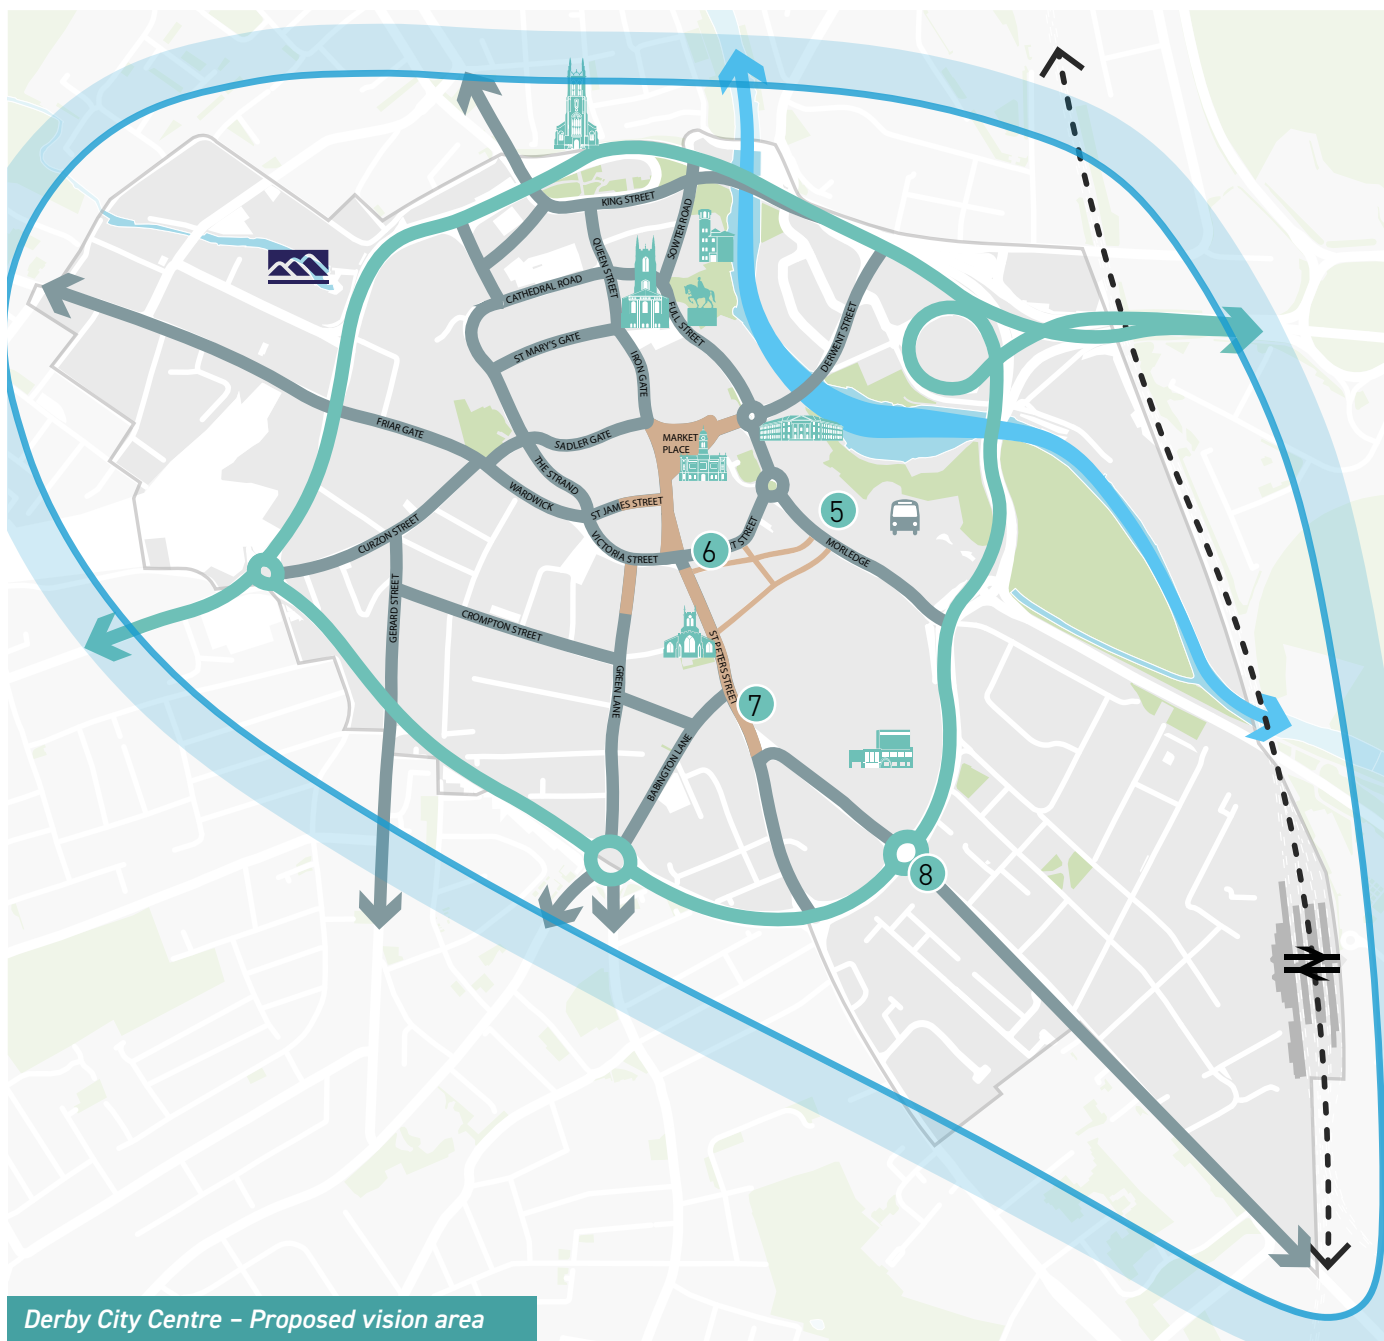 KING STREET
SOWTER ROAD
QUEEN STREET
CATHEDRAL ROAD
FULL STREET
DERWENT STREET
ST MARY'S GATE
IRON GATE
FRIAR GATE
SADLER GATE
MARKET
PLACE
THE STRAND
WARDWICK
ST JAMES STREET
5
CURZON STREET
VICTORIA STREET
6
T STREET
MORLEDGE
GERARD STREET
CROMPTON STREET
ST PETERS STREET
GREEN LANE
7
BABINGTON LANE
8
Derby City Centre – Proposed vision area